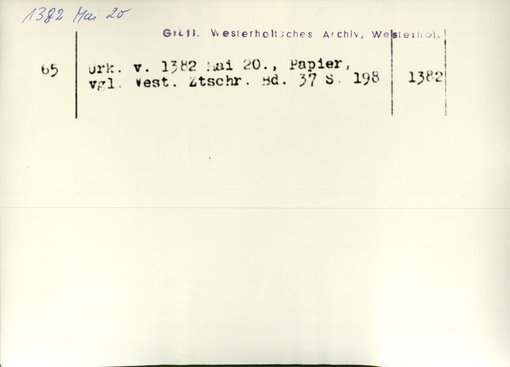 1382 Mai 20
Gräfl. Westerholtsches Archiv, Westerholt.
65 Urk. v. 1382 Mai 20., Papier,
vgl. West. Ztschr. Bd. 37 S. 198 1382